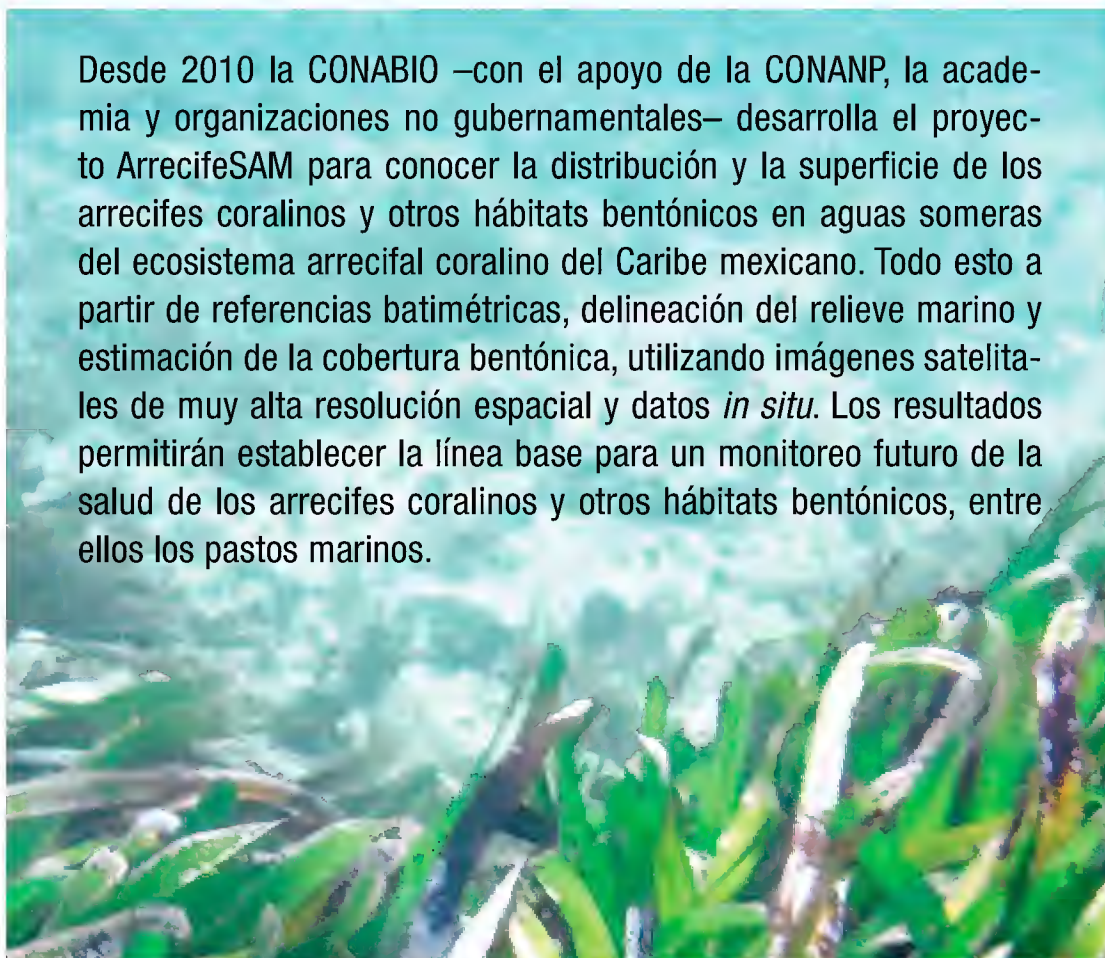 Desde 2010 la CONABIO –con el apoyo de la CONANP, la acade-
mia y organizaciones no gubernamentales– desarrolla el proyec-
to ArrecifeSAM para conocer la distribución y la superficie de los
arrecifes coralinos y otros hábitats bentónicos en aguas someras
del ecosistema arrecifal coralino del Caribe mexicano. Todo esto a
partir de referencias batimétricas, delineación del relieve marino y
estimación de la cobertura bentónica, utilizando imágenes satelita-
les de muy alta resolución espacial y datos in situ. Los resultados
permitirán establecer la línea base para un monitoreo futuro de la
salud de los arrecifes coralinos y otros hábitats bentónicos, entre
ellos los pastos marinos.